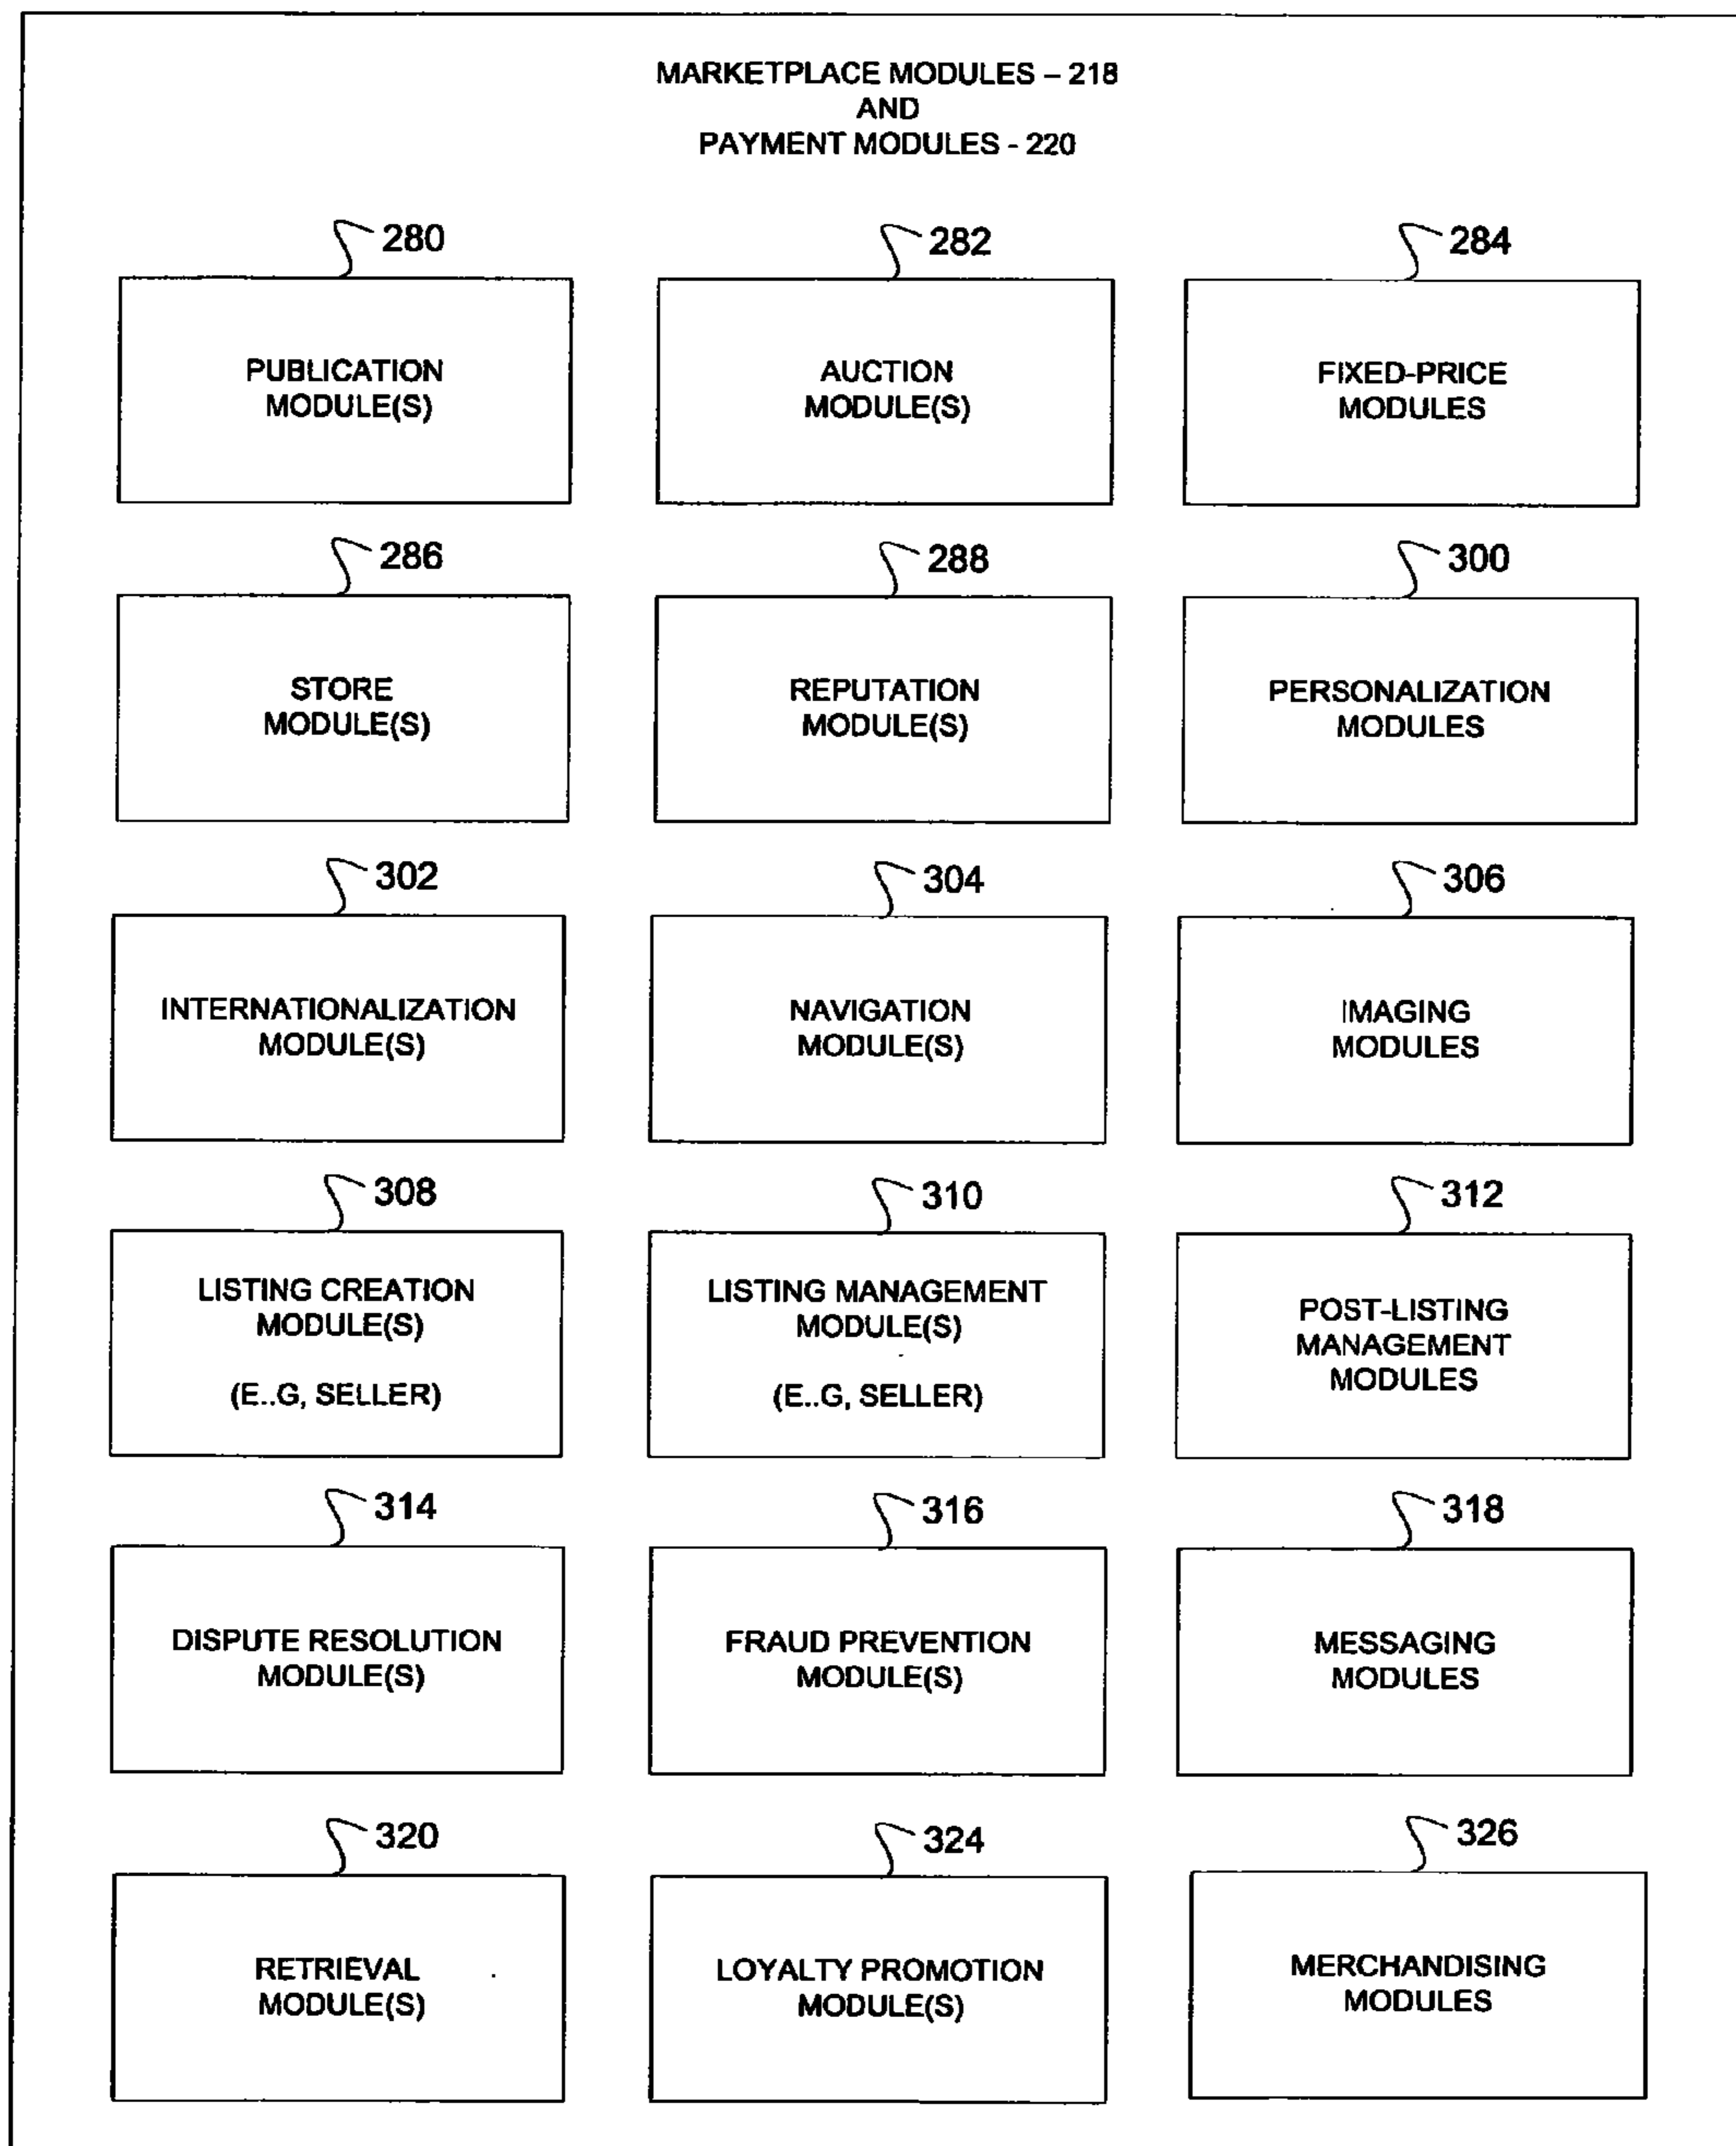 MARKETPLACE MODULES – 218
AND
PAYMENT MODULES - 220
280
PUBLICATION
MODULE(S)
282
AUCTION
MODULE(S)
284
FIXED-PRICE
MODULES
286
STORE
MODULE(S)
288
REPUTATION
MODULE(S)
300
PERSONALIZATION
MODULES
302
INTERNATIONALIZATION
MODULE(S)
304
NAVIGATION
MODULE(S)
306
IMAGING
MODULES
308
LISTING CREATION
MODULE(S)
(E..G, SELLER)
310
LISTING MANAGEMENT
MODULE(S)
(E..G, SELLER)
312
POST-LISTING
MANAGEMENT
MODULES
314
DISPUTE RESOLUTION
MODULE(S)
316
FRAUD PREVENTION
MODULE(S)
318
MESSAGING
MODULES
320
RETRIEVAL
MODULE(S)
324
LOYALTY PROMOTION
MODULE(S)
326
MERCHANDISING
MODULES